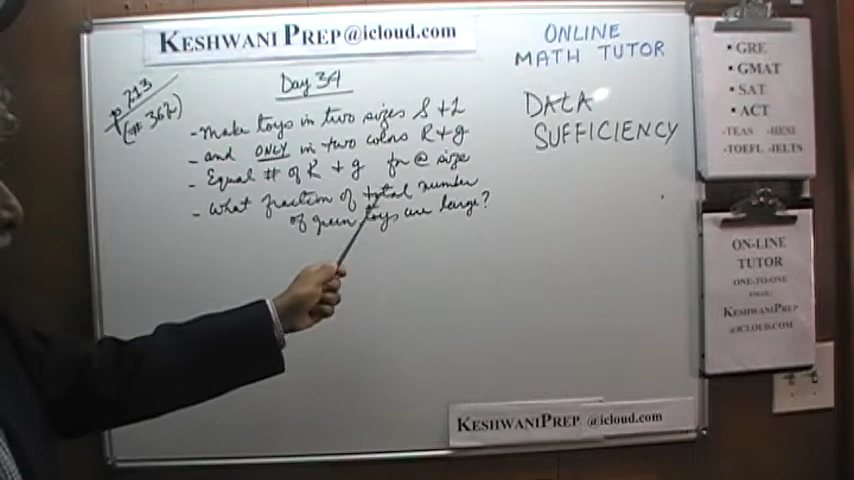 KESHWANI PREP@icloud.com
ONLINE
MATH TUTOR
DATA
SUFFICIENCY
p 213
(# 362)
Day 34
- Make toys in two sizes S + L
- and ONLY in two colors R + g
- Equal # of R + g for @ size
- What fraction of total number
of green toys are large?
• GRE
• GMAT
• SAT
• ACT
-TEAS -HESI
-TOEFL -IELTS
ON-LINE
TUTOR
ONE-TO-ONE
EMAIL:
KESHWANIPREP
@ICLOUD.COM
KESHWANIPREP @icloud.com